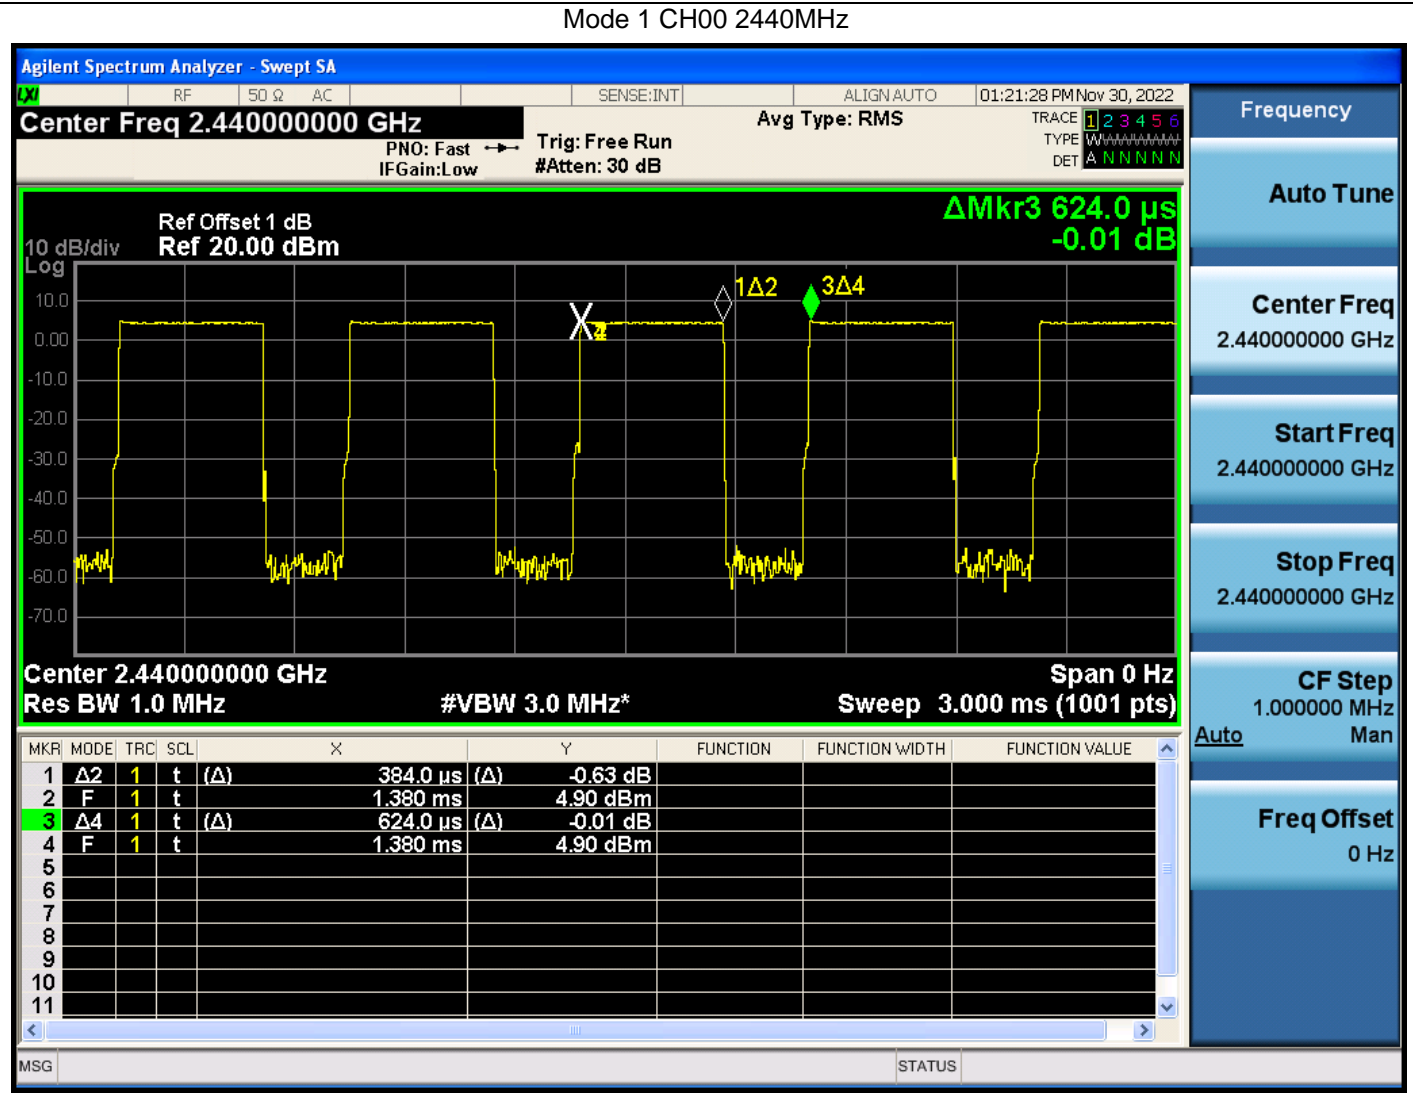 Mode 1 CH00 2440MHz
Agilent Spectrum Analyzer - Swept SA
LXI RF 50 Ω AC SENSE:INT ALIGN AUTO 01:21:28 PM Nov 30, 2022
Center Freq 2.440000000 GHz
PNO: Fast
IFGain:Low
Trig: Free Run
#Atten: 30 dB
Avg Type: RMS
TRACE 1 2 3 4 5 6
TYPE WWWWWW
DET A N N N N N
ΔMkr3 624.0 µs
-0.01 dB
Ref Offset 1 dB
10 dB/div Ref 20.00 dBm
Log
10.0
0.00
-10.0
-20.0
-30.0
-40.0
-50.0
-60.0
-70.0
1Δ2
3Δ4
Center 2.440000000 GHz Span 0 Hz
Res BW 1.0 MHz #VBW 3.0 MHz* Sweep 3.000 ms (1001 pts)
MKR MODE TRC SCL X Y FUNCTION FUNCTION WIDTH FUNCTION VALUE
1 Δ2 1 t (Δ) 384.0 µs (Δ) -0.63 dB
2 F 1 t 1.380 ms 4.90 dBm
3 Δ4 1 t (Δ) 624.0 µs (Δ) -0.01 dB
4 F 1 t 1.380 ms 4.90 dBm
5
6
7
8
9
10
11
MSG STATUS
Frequency
Auto Tune
Center Freq
2.440000000 GHz
Start Freq
2.440000000 GHz
Stop Freq
2.440000000 GHz
CF Step
1.000000 MHz
Auto Man
Freq Offset
0 Hz